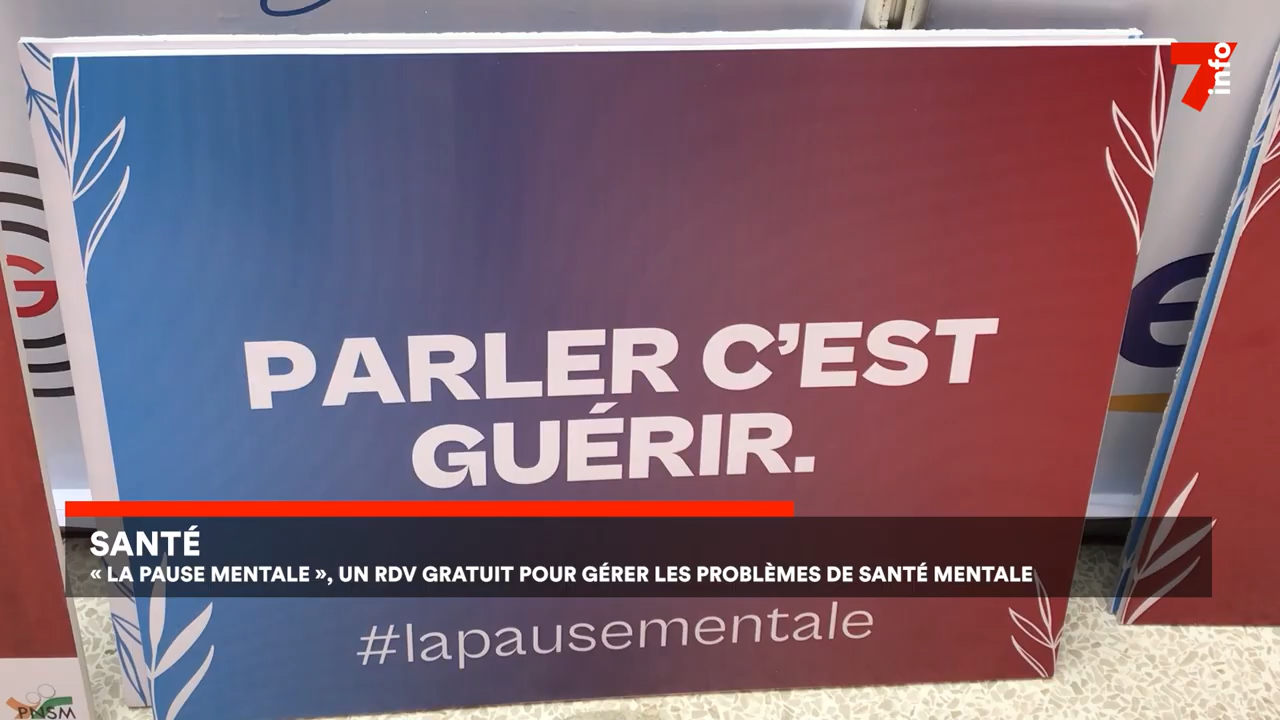 7info
PARLER C'EST
GUÉRIR.
SANTÉ
« LA PAUSE MENTALE », UN RDV GRATUIT POUR GÉRER LES PROBLÈMES DE SANTÉ MENTALE
#lapausementale
PNSM